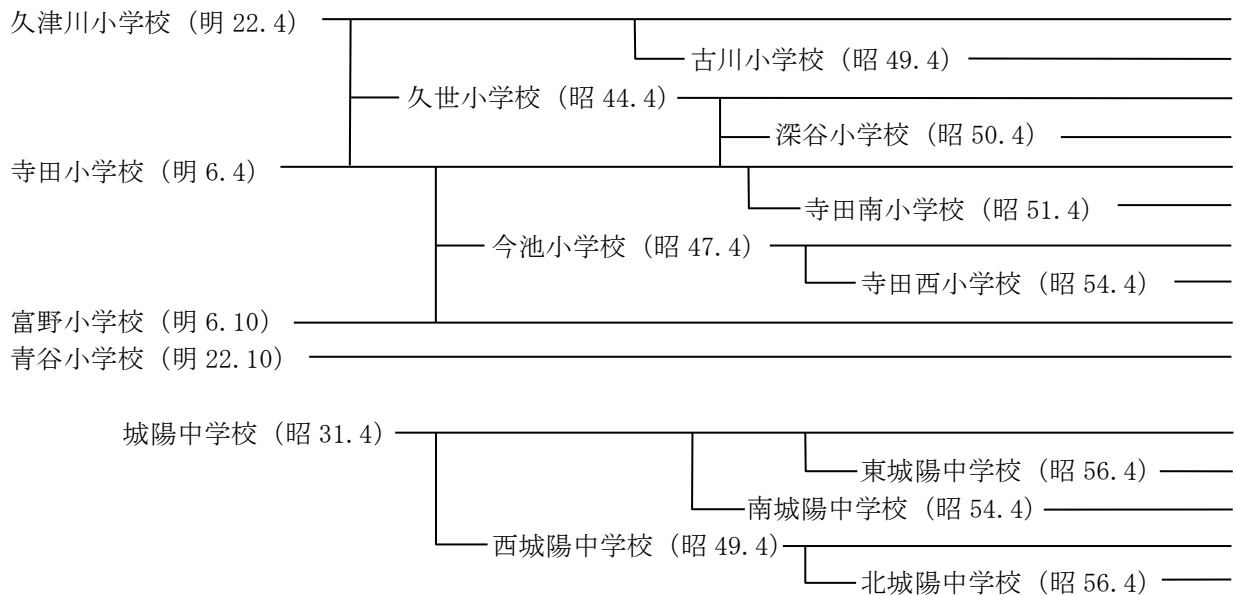 久津川小学校（明 22.4）
古川小学校（昭 49.4）
久世小学校（昭 44.4）
深谷小学校（昭 50.4）
寺田小学校（明 6.4）
寺田南小学校（昭 51.4）
今池小学校（昭 47.4）
寺田西小学校（昭 54.4）
富野小学校（明 6.10）
青谷小学校（明 22.10）
城陽中学校（昭 31.4）
東城陽中学校（昭 56.4）
南城陽中学校（昭 54.4）
西城陽中学校（昭 49.4）
北城陽中学校（昭 56.4）